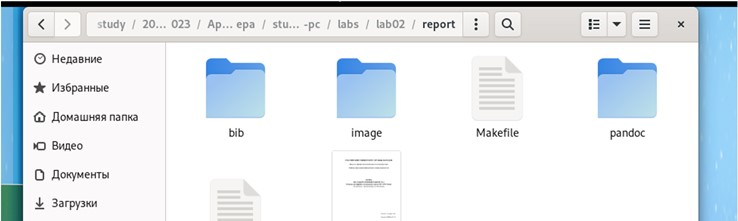 study / 20… 023 / Ap… ера / stu… -pc / labs / lab02 / report
Недавние
Избранные
Домашняя папка
Видео
Документы
Загрузки
bib
image
Makefile
pandoc